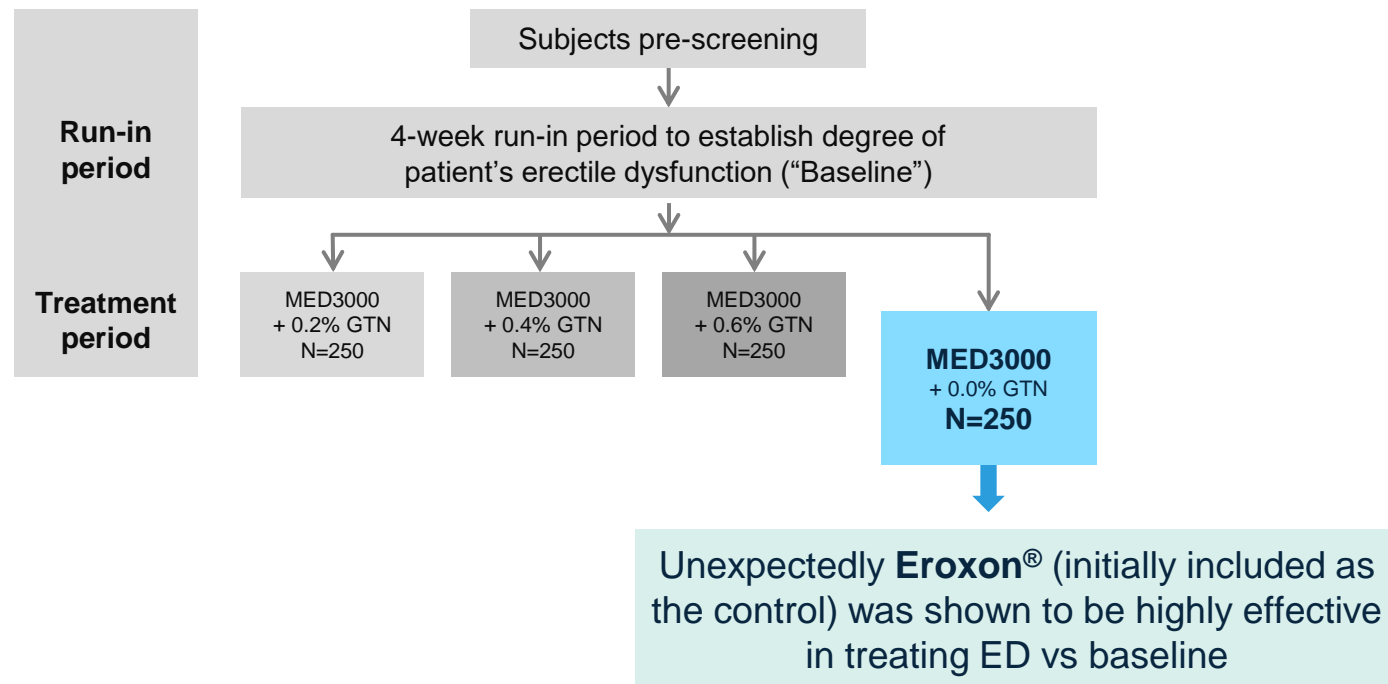 Subjects pre-screening
Run-in
period
4-week run-in period to establish degree of
patient’s erectile dysfunction (“Baseline”)
Treatment
period
MED3000
+ 0.2% GTN
N=250
MED3000
+ 0.4% GTN
N=250
MED3000
+ 0.6% GTN
N=250
MED3000
+ 0.0% GTN
N=250
Unexpectedly Eroxon® (initially included as
the control) was shown to be highly effective
in treating ED vs baseline